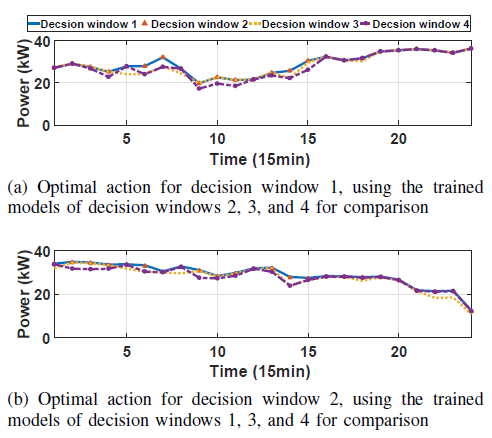 Decsion window 1 Decsion window 2 Decsion window 3 Decsion window 4
40
20
0
Power (kW)
5 10 15 20
Time (15min)
(a) Optimal action for decision window 1, using the trained
models of decision windows 2, 3, and 4 for comparison
40
20
0
Power (kW)
5 10 15 20
Time (15min)
(b) Optimal action for decision window 2, using the trained
models of decision windows 1, 3, and 4 for comparison